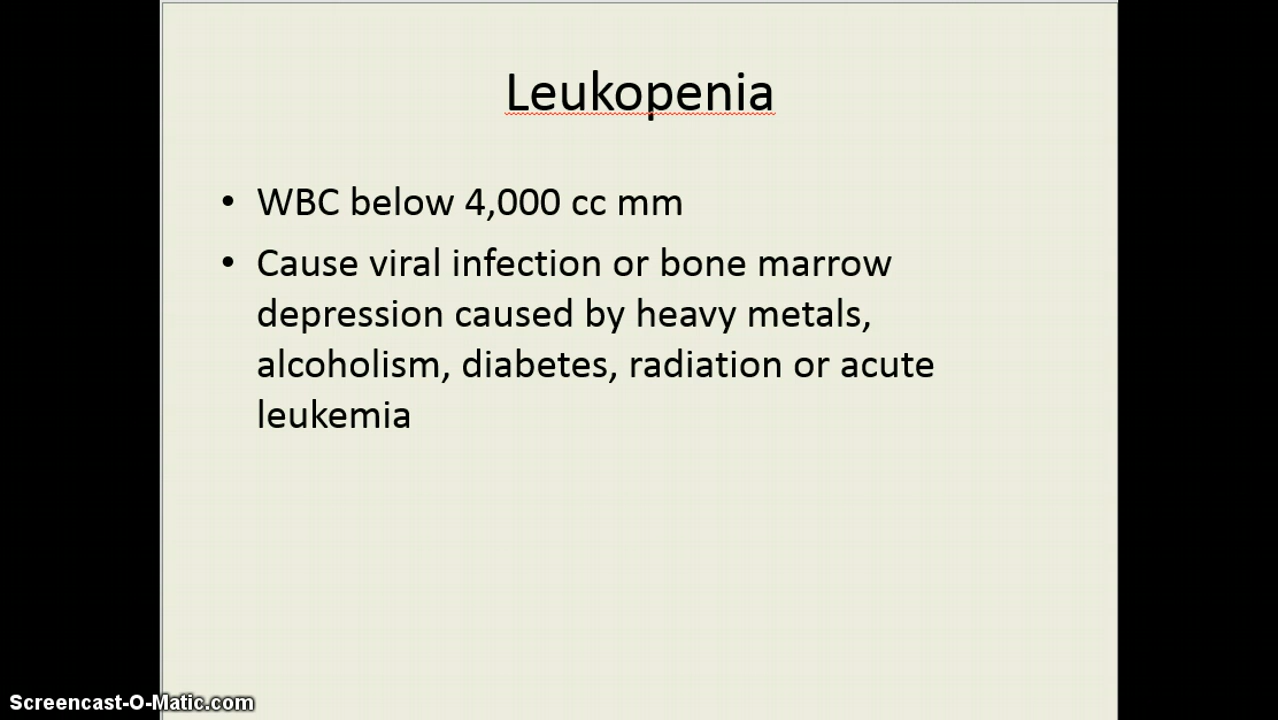 Leukopenia
• WBC below 4,000 cc mm
• Cause viral infection or bone marrow
depression caused by heavy metals,
alcoholism, diabetes, radiation or acute
leukemia
Screencast-O-Matic.com